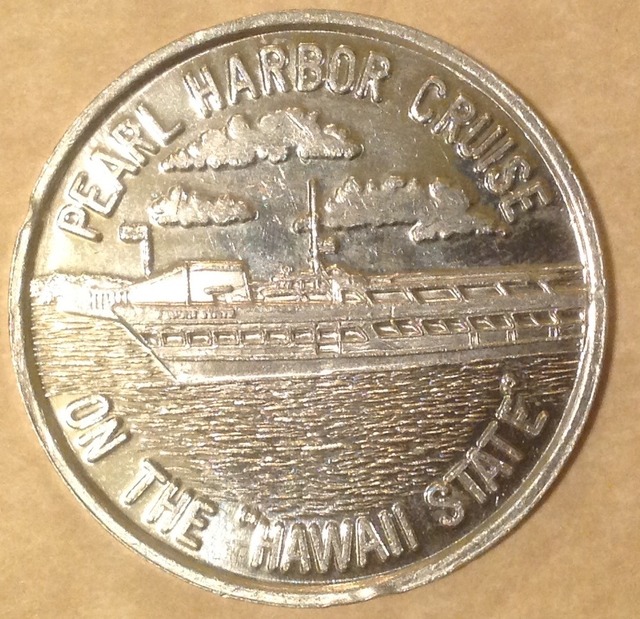 PEARL HARBOR CRUISE
ON THE "HAWAII STATE"